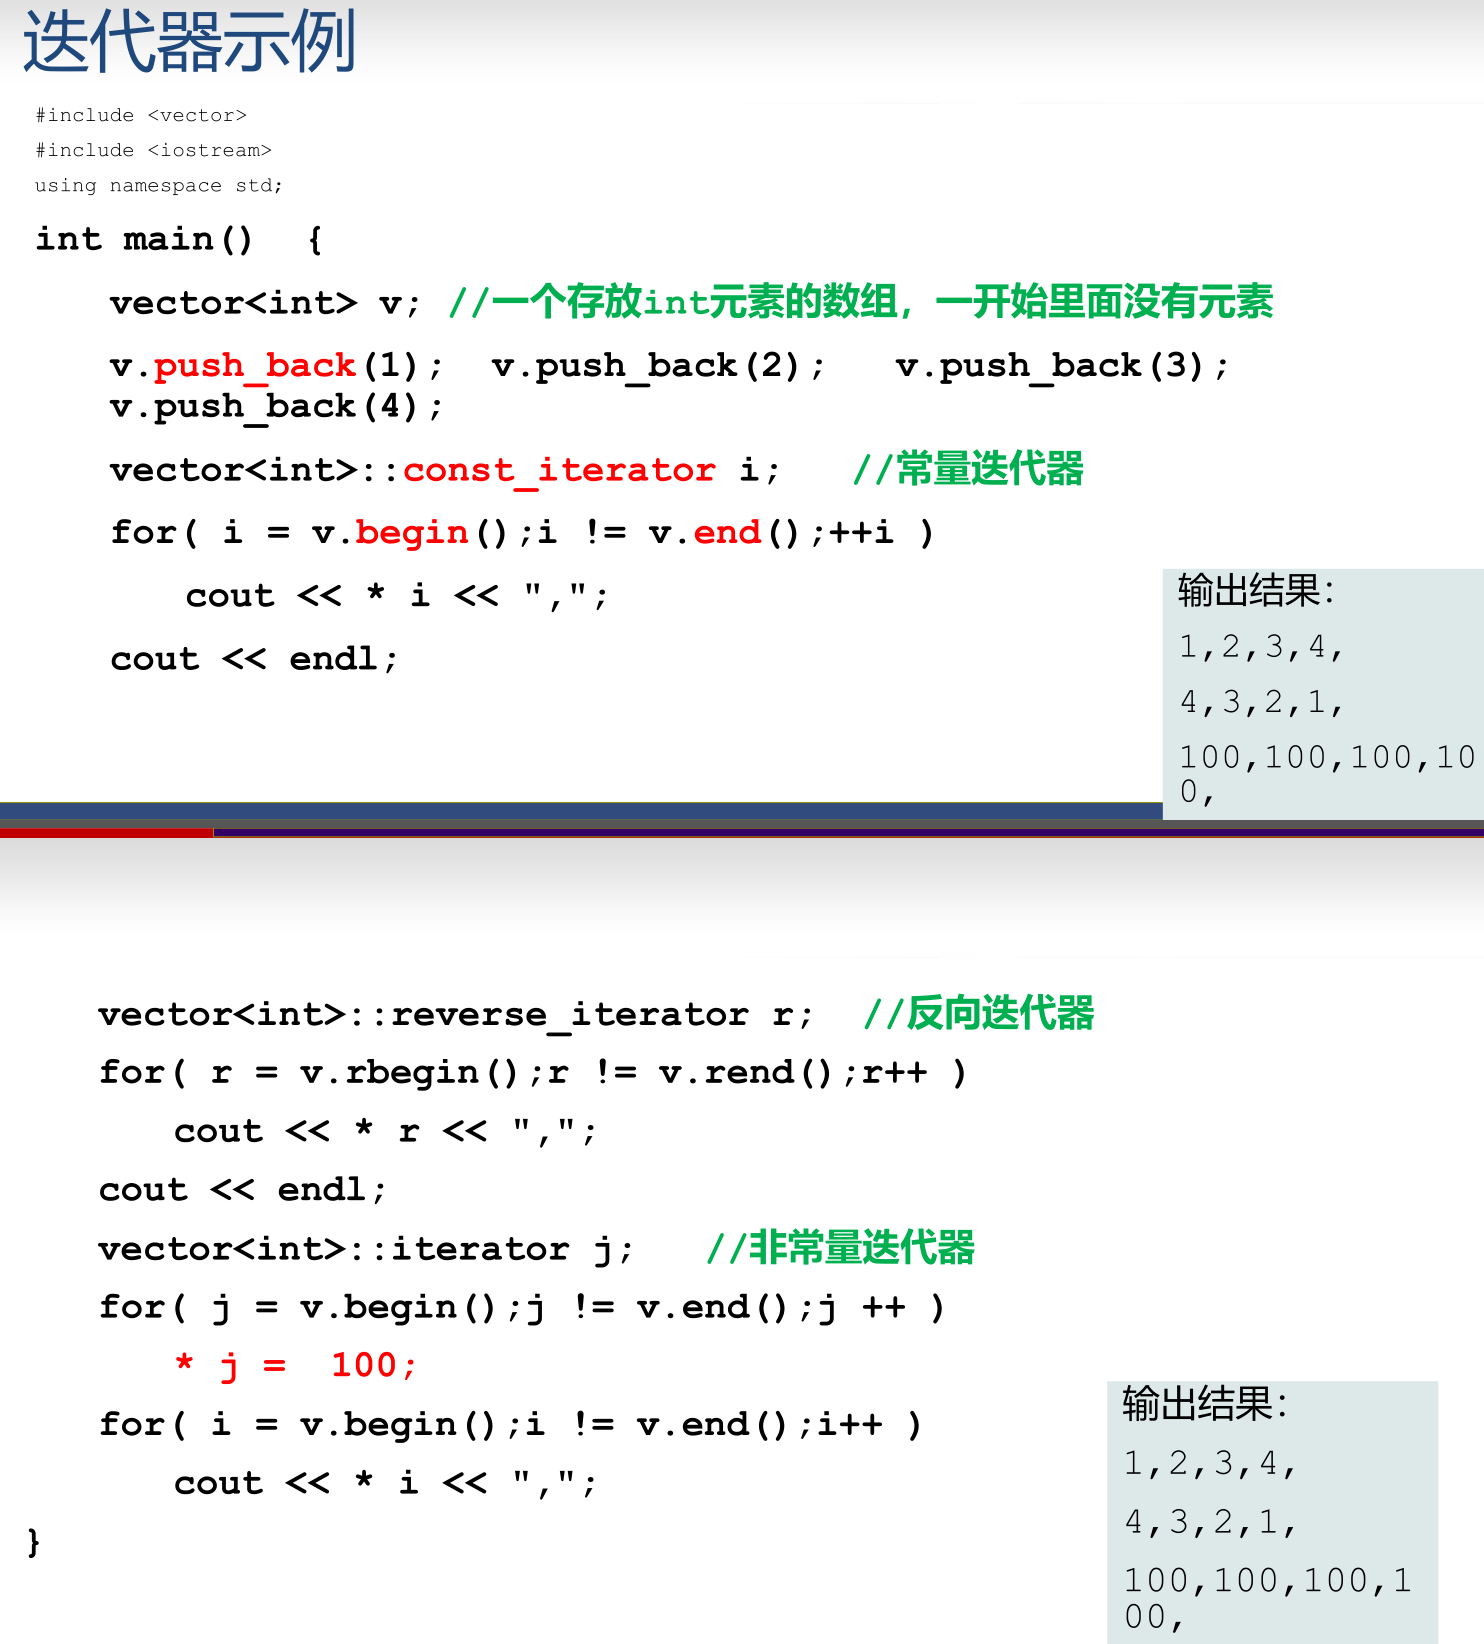 迭代器示例
#include <vector>
#include <iostream>
using namespace std;
int main()  {
vector<int> v; //一个存放int元素的数组，一开始里面没有元素
v.push_back(1);  v.push_back(2);   v.push_back(3);
v.push_back(4);
vector<int>::const_iterator i;   //常量迭代器
for( i = v.begin();i != v.end();++i )
cout << * i << ",";
cout << endl;
输出结果：
1,2,3,4,
4,3,2,1,
100,100,100,10
0,
vector<int>::reverse_iterator r;  //反向迭代器
for( r = v.rbegin();r != v.rend();r++ )
cout << * r << ",";
cout << endl;
vector<int>::iterator j;   //非常量迭代器
for( j = v.begin();j != v.end();j ++ )
* j =  100;
for( i = v.begin();i != v.end();i++ )
cout << * i << ",";
}
输出结果：
1,2,3,4,
4,3,2,1,
100,100,100,1
00,